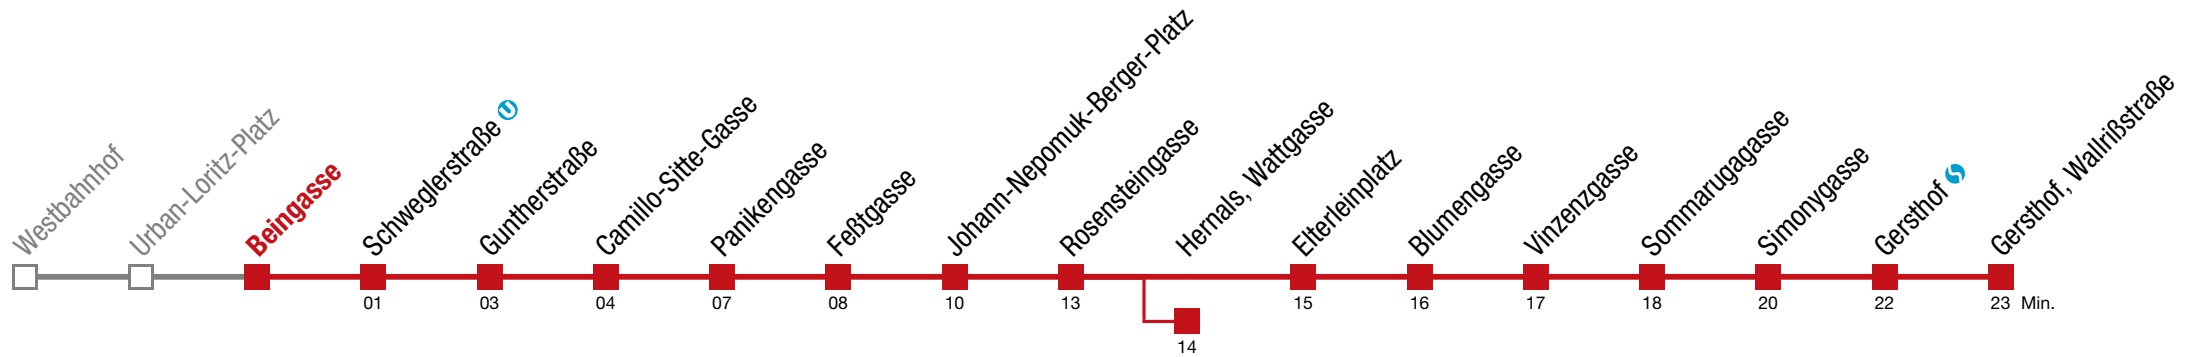 Westbahnhof
Urban-Loritz-Platz
Beingasse
Schweglerstraße U
Guntherstraße
Camillo-Sitte-Gasse
Panikengasse
Feßtgasse
Johann-Nepomuk-Berger-Platz
Rosensteingasse
Hernals, Wattgasse
Elterleinplatz
Blumengasse
Vinzenzgasse
Sommarugagasse
Simonygasse
Gersthof S
Gersthof, Wallrißstraße
01 03 04 07 08 10 13 15 16 17 18 20 22 23 Min.
14